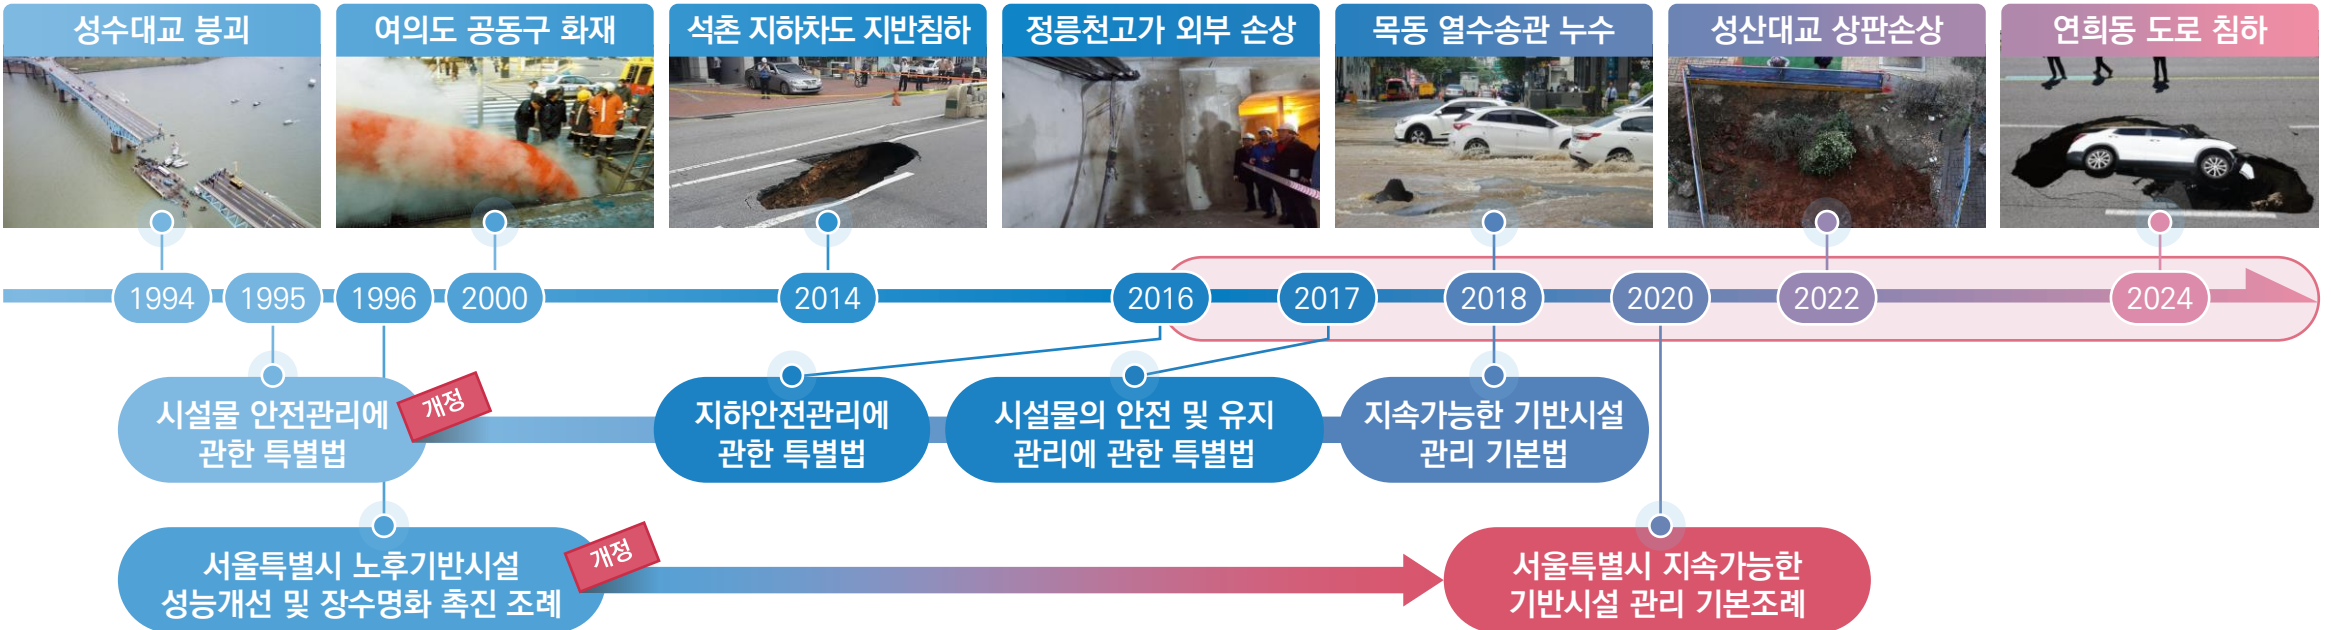 성수대교 붕괴
여의도 공동구 화재
석촌 지하차도 지반침하
정릉천고가 외부 손상
목동 열수송관 누수
성산대교 상판손상
연희동 도로 침하
1994
1995
1996
2000
2014
2016
2017
2018
2020
2022
2024
시설물 안전관리에
관한 특별법
개정
지하안전관리에
관한 특별법
시설물의 안전 및 유지
관리에 관한 특별법
지속가능한 기반시설
관리 기본법
서울특별시 노후기반시설
성능개선 및 장수명화 촉진 조례
개정
서울특별시 지속가능한
기반시설 관리 기본조례